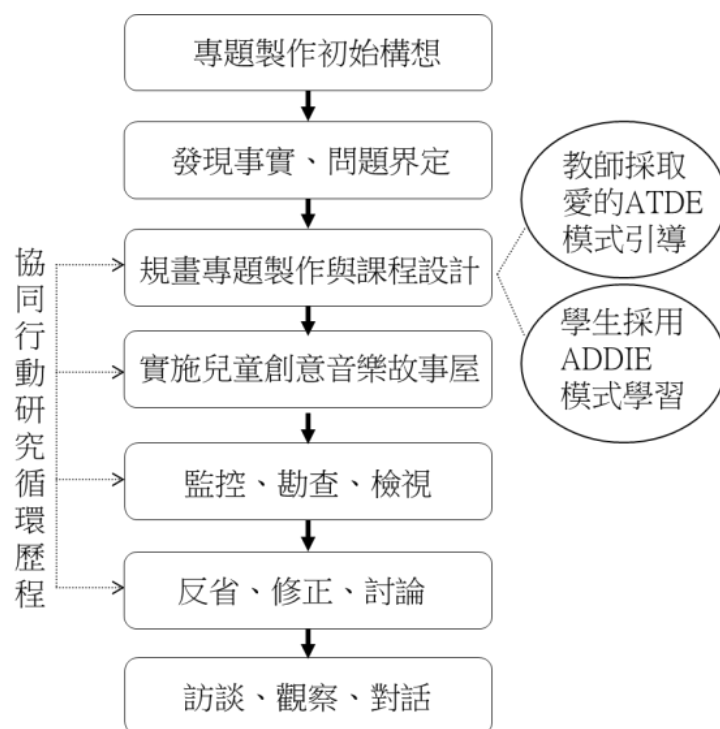 專題製作初始構想
發現事實、問題界定
教師採取
愛的ATDE
模式引導
規畫專題製作與課程設計
學生採用
ADDIE
模式學習
實施兒童創意音樂故事屋
監控、勘查、檢視
反省、修正、討論
訪談、觀察、對話
協同行動研究循環歷程